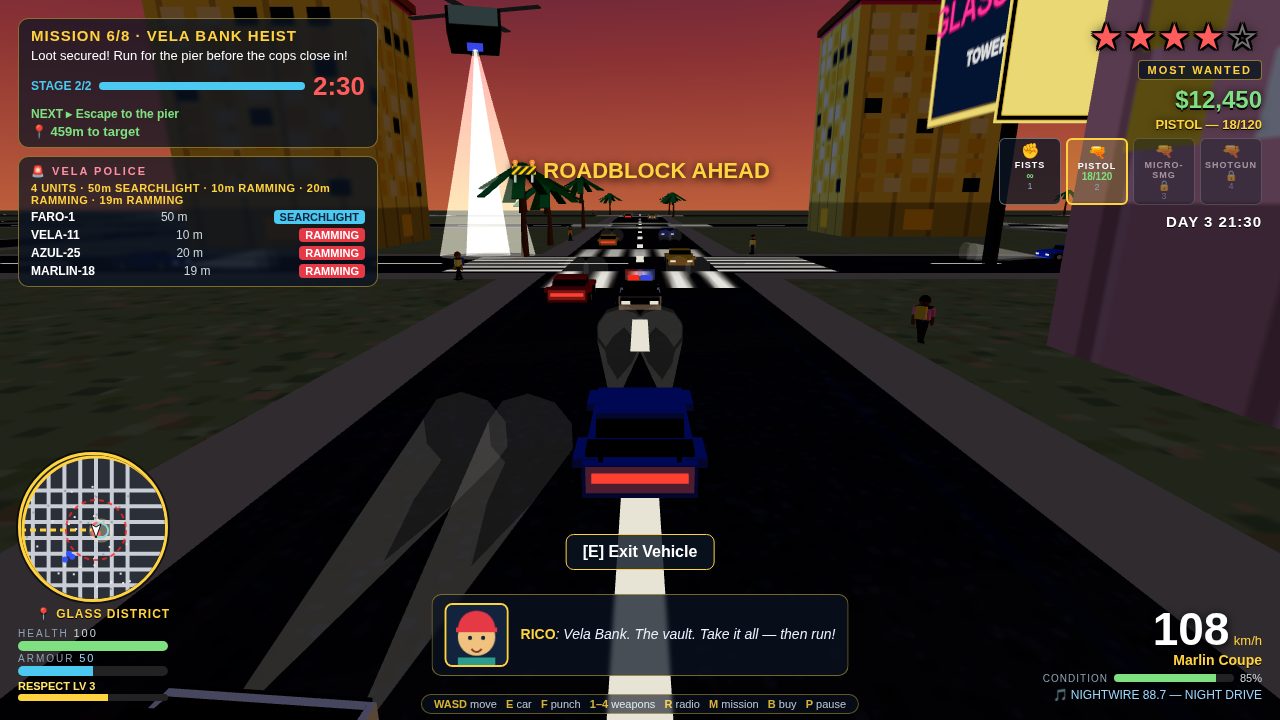 MISSION 6/8 · VELA BANK HEIST
Loot secured! Run for the pier before the cops close in!
STAGE 2/2
2:30
NEXT ▸ Escape to the pier
📍 459m to target
🚨 VELA POLICE
4 UNITS · 50m SEARCHLIGHT · 10m RAMMING · 20m
RAMMING · 19m RAMMING
FARO-1 50 m SEARCHLIGHT
VELA-11 10 m RAMMING
AZUL-25 20 m RAMMING
MARLIN-18 19 m RAMMING
🚧 ROADBLOCK AHEAD
GLASS
TOWER
MOST WANTED
$12,450
PISTOL — 18/120
FISTS
∞
1
PISTOL
18/120
2
MICRO-
SMG
3
SHOTGUN
4
DAY 3 21:30
[E] Exit Vehicle
RICO: Vela Bank. The vault. Take it all — then run!
📍 GLASS DISTRICT
HEALTH 100
ARMOUR 50
RESPECT LV 3
WASD move E car F punch 1–4 weapons R radio M mission B buy P pause
108 km/h
Marlin Coupe
CONDITION 85%
🎵 NIGHTWIRE 88.7 — NIGHT DRIVE